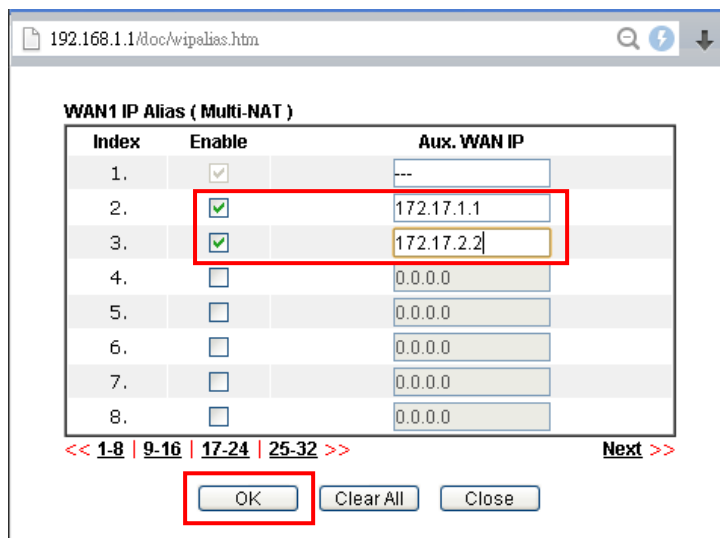 192.168.1.1/doc/wipalias.htm
WAN1 IP Alias ( Multi-NAT )
Index Enable Aux. WAN IP
1. ---
2. 172.17.1.1
3. 172.17.2.2
4. 0.0.0.0
5. 0.0.0.0
6. 0.0.0.0
7. 0.0.0.0
8. 0.0.0.0
<< 1-8 | 9-16 | 17-24 | 25-32 >> Next >>
OK Clear All Close